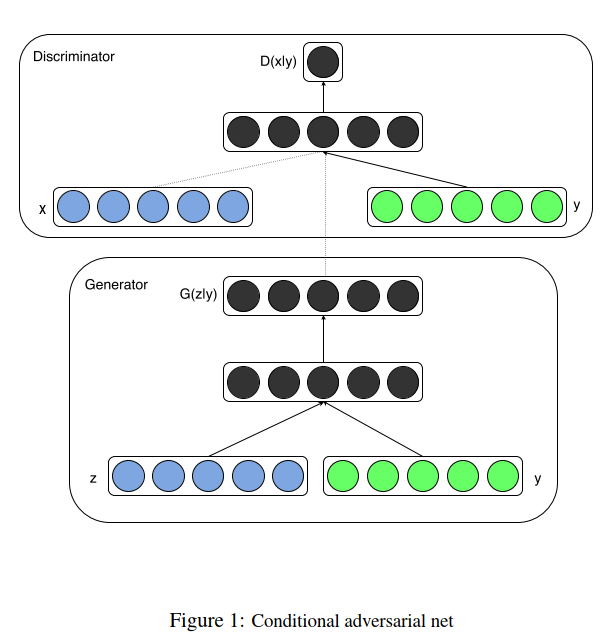 Discriminator
D(x|y)
x
y
Generator
G(z|y)
z
y
Figure 1: Conditional adversarial net